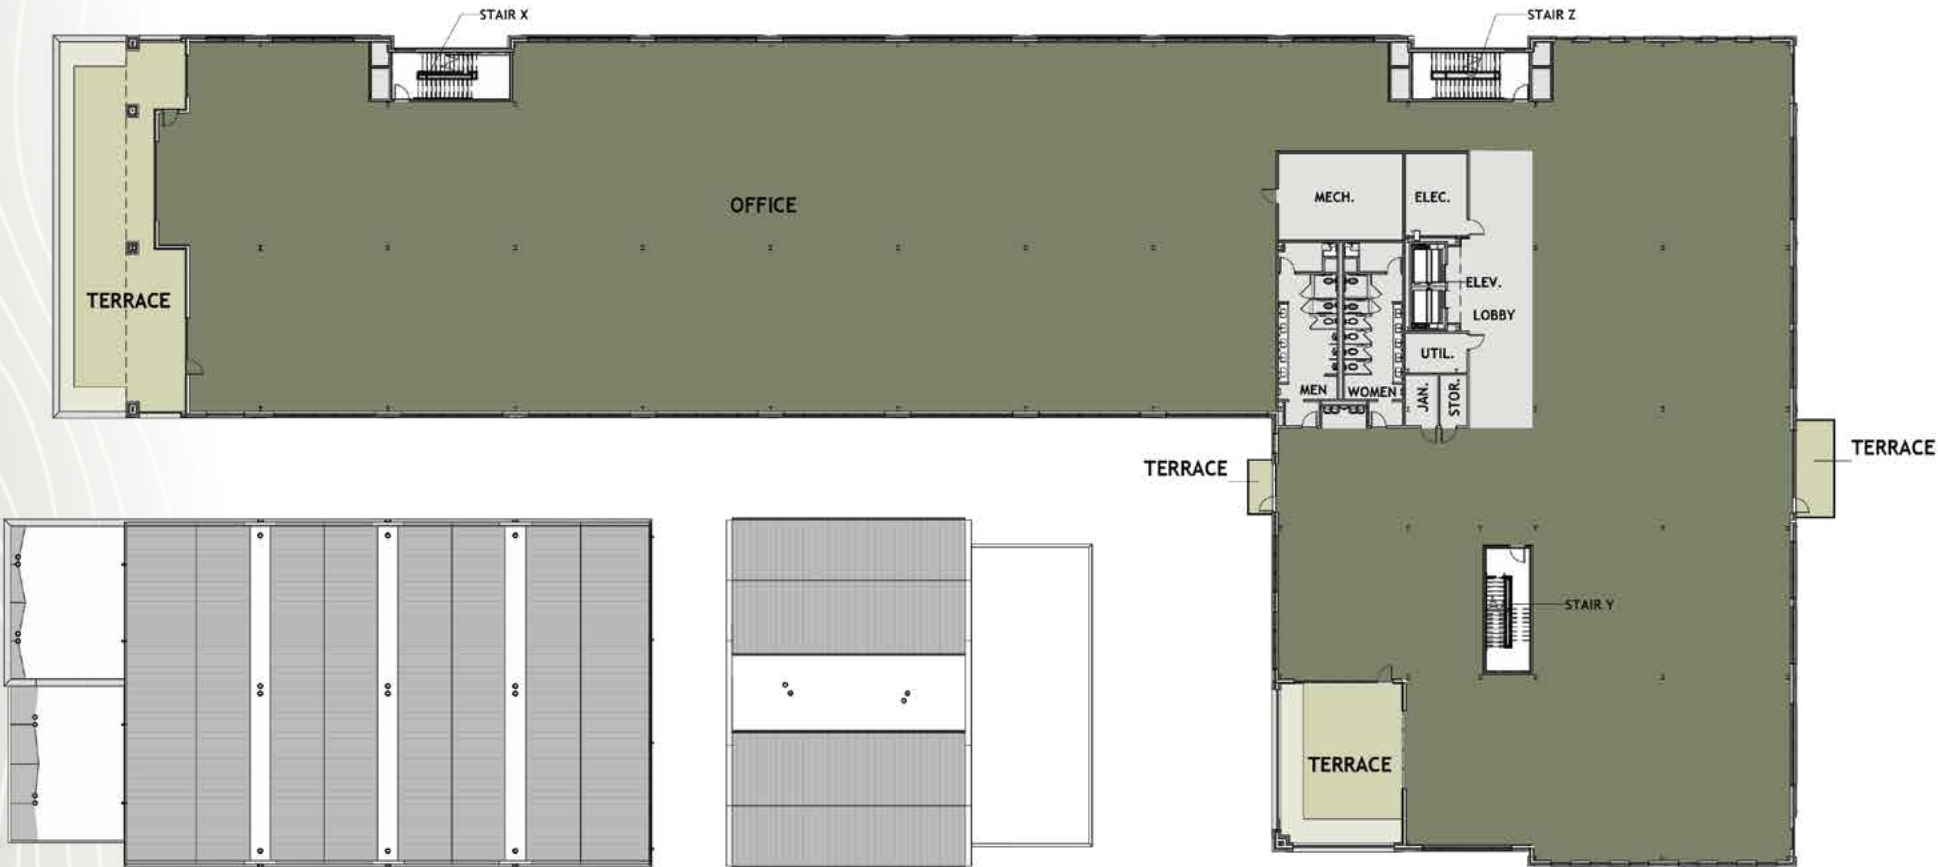 STAIR X
STAIR Z
OFFICE
MECH.
ELEC.
TERRACE
ELEV.
LOBBY
UTIL.
MEN
WOMEN
JAN.
STOR.
TERRACE
TERRACE
STAIR Y
TERRACE